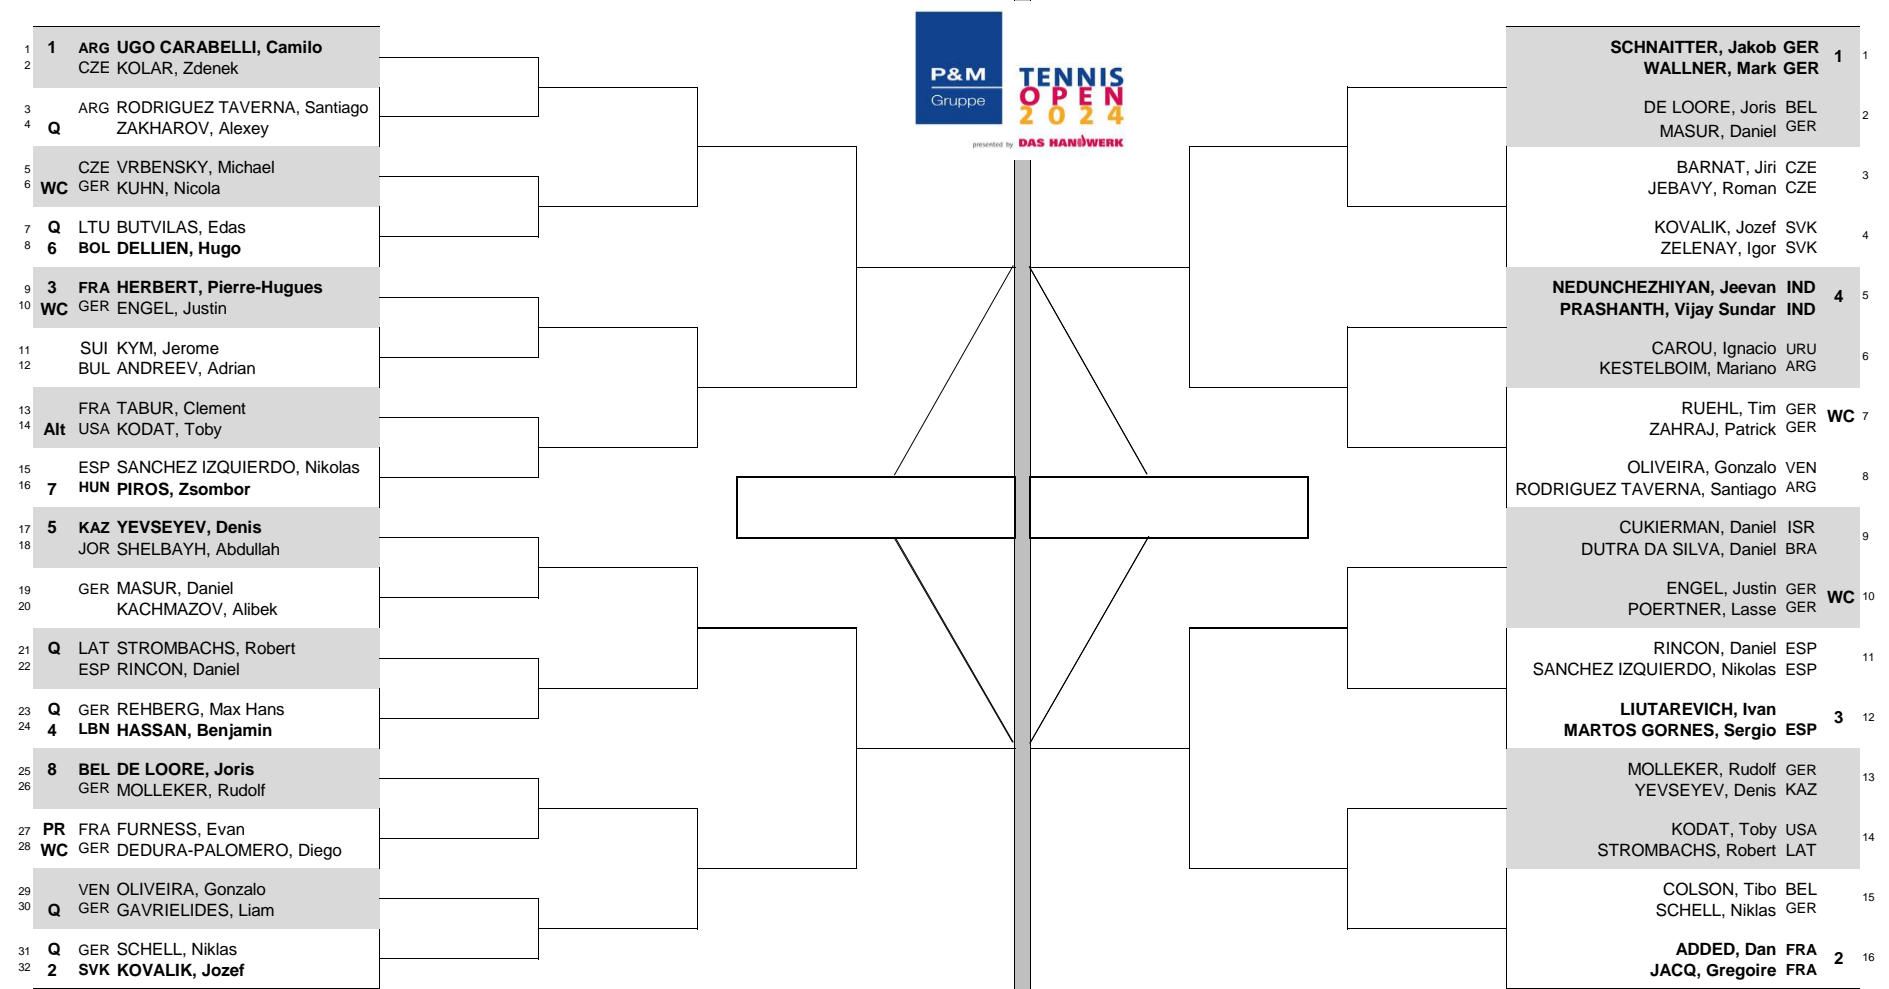 P&M
Gruppe
TENNIS
OPEN
2024
presented by DAS HANDWERK
1 1 ARG UGO CARABELLI, Camilo
2 CZE KOLAR, Zdenek
3 ARG RODRIGUEZ TAVERNA, Santiago
4 Q ZAKHAROV, Alexey
5 CZE VRBENSKY, Michael
6 WC GER KUHN, Nicola
7 Q LTU BUTVILAS, Edas
8 6 BOL DELLIEN, Hugo
9 3 FRA HERBERT, Pierre-Hugues
10 WC GER ENGEL, Justin
11 SUI KYM, Jerome
12 BUL ANDREEV, Adrian
13 FRA TABUR, Clement
14 Alt USA KODAT, Toby
15 ESP SANCHEZ IZQUIERDO, Nikolas
16 7 HUN PIROS, Zsombor
17 5 KAZ YEVSEYEV, Denis
18 JOR SHELBAYH, Abdullah
19 GER MASUR, Daniel
20 KACHMAZOV, Alibek
21 Q LAT STROMBACHS, Robert
22 ESP RINCON, Daniel
23 Q GER REHBERG, Max Hans
24 4 LBN HASSAN, Benjamin
25 8 BEL DE LOORE, Joris
26 GER MOLLEKER, Rudolf
27 PR FRA FURNESS, Evan
28 WC GER DEDURA-PALOMERO, Diego
29 VEN OLIVEIRA, Gonzalo
30 Q GER GAVRIELIDES, Liam
31 Q GER SCHELL, Niklas
32 2 SVK KOVALIK, Jozef
SCHNAITTER, Jakob GER 1 1
WALLNER, Mark GER
DE LOORE, Joris BEL 2
MASUR, Daniel GER
BARNAT, Jiri CZE 3
JEBAVY, Roman CZE
KOVALIK, Jozef SVK 4
ZELENAY, Igor SVK
NEDUNCHEZHIYAN, Jeevan IND 4 5
PRASHANTH, Vijay Sundar IND
CAROU, Ignacio URU 6
KESTELBOIM, Mariano ARG
RUEHL, Tim GER WC 7
ZAHRAJ, Patrick GER
OLIVEIRA, Gonzalo VEN 8
RODRIGUEZ TAVERNA, Santiago ARG
CUKIERMAN, Daniel ISR 9
DUTRA DA SILVA, Daniel BRA
ENGEL, Justin GER WC 10
POERTNER, Lasse GER
RINCON, Daniel ESP 11
SANCHEZ IZQUIERDO, Nikolas ESP
LIUTAREVICH, Ivan 3 12
MARTOS GORNES, Sergio ESP
MOLLEKER, Rudolf GER 13
YEVSEYEV, Denis KAZ
KODAT, Toby USA 14
STROMBACHS, Robert LAT
COLSON, Tibo BEL 15
SCHELL, Niklas GER
ADDED, Dan FRA 2 16
JACQ, Gregoire FRA